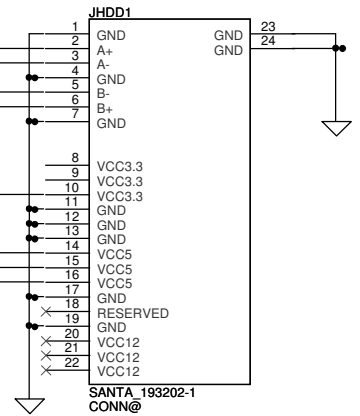 JHDD1
1 GND
2 A+
3 A-
4 GND
5 B-
6 B+
7 GND
GND 23
GND 24
8 VCC3.3
9 VCC3.3
10 VCC3.3
11 GND
12 GND
13 GND
14 VCC5
15 VCC5
16 VCC5
17 GND
18 RESERVED
19 GND
20 VCC12
21 VCC12
22 VCC12
SANTA_193202-1
CONN@